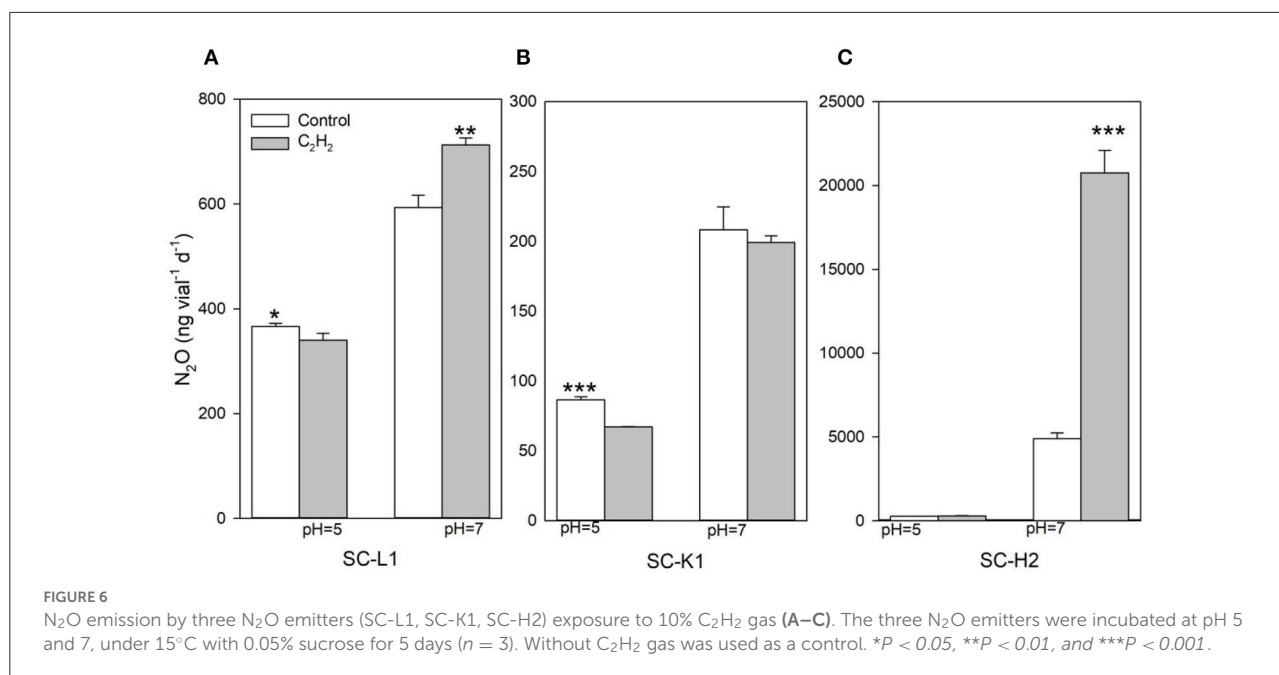 A
B
C
800
600
400
200
0
N₂O (ng vial⁻¹ d⁻¹)
Control
C₂H₂
*
**
pH=5
pH=7
SC-L1
300
250
200
150
100
50
0
***
pH=5
pH=7
SC-K1
25000
20000
15000
10000
5000
0
***
pH=5
pH=7
SC-H2
FIGURE 6
N₂O emission by three N₂O emitters (SC-L1, SC-K1, SC-H2) exposure to 10% C₂H₂ gas (A–C). The three N₂O emitters were incubated at pH 5
and 7, under 15°C with 0.05% sucrose for 5 days (n = 3). Without C₂H₂ gas was used as a control. *P < 0.05, **P < 0.01, and ***P < 0.001.